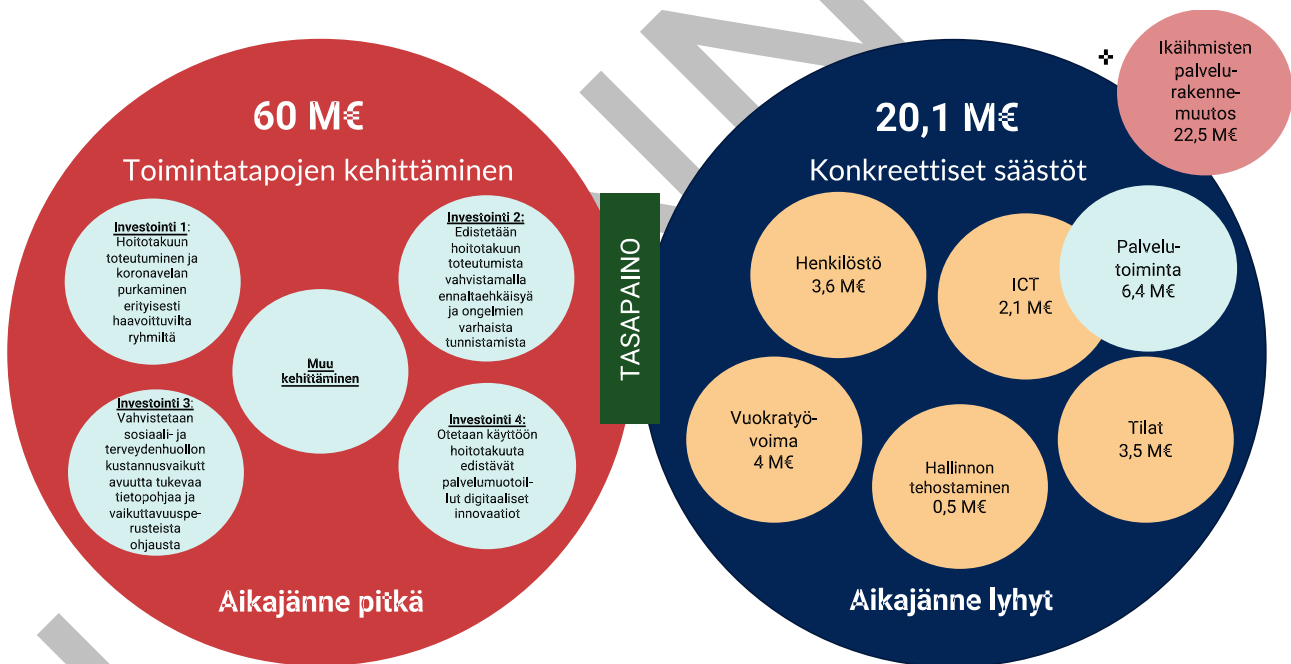 60 M€
Toimintatapojen kehittäminen
Investointi 1:
Hoitotakuun
toteutuminen ja
koronavelan
purkaminen
erityisesti
haavoittuvilta
ryhmiltä
Investointi 2:
Edistetään
hoitotakuun
toteutumista
vahvistamalla
ennaltaehkäisyä
ja ongelmien
varhaista
tunnistamista
Muu
kehittäminen
Investointi 3:
Vahvistetaan
sosiaali- ja
terveydenhuollon
kustannusvaikutt
avuutta tukevaa
tietopohjaa ja
vaikuttavuuspe-
rusteista
ohjausta
Investointi 4:
Otetaan käyttöön
hoitotakuuta
edistävät
palvelumuotoil-
lut digitaaliset
innovaatiot
Aikajänne pitkä
TASAPAINO
20,1 M€
Konkreettiset säästöt
Ikäihmisten
palvelu-
rakenne-
muutos
22,5 M€
Henkilöstö
3,6 M€
ICT
2,1 M€
Palvelu-
toiminta
6,4 M€
Vuokratyö-
voima
4 M€
Hallinnon
tehostaminen
0,5 M€
Tilat
3,5 M€
Aikajänne lyhyt